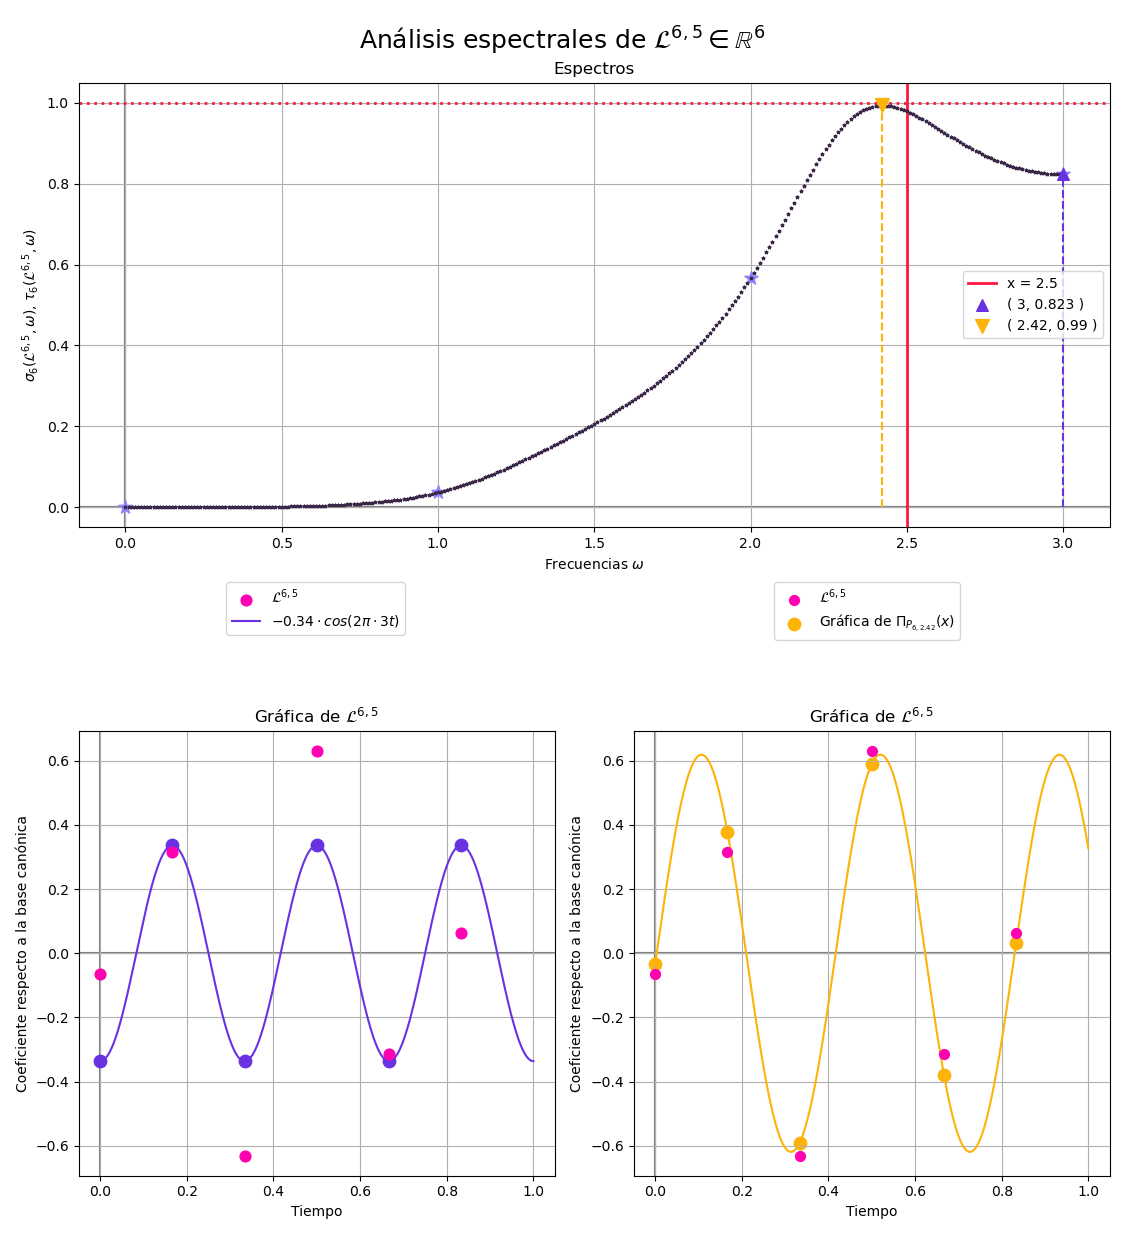 Análisis espectrales de ℒ^{6,5} ∈ ℝ^6
Espectros
σ_6(ℒ^{6,5}, ω), τ_6(ℒ^{6,5}, ω)
1.0
0.8
0.6
0.4
0.2
0.0
x = 2.5
( 3, 0.823 )
( 2.42, 0.99 )
0.0 0.5 1.0 1.5 2.0 2.5 3.0
Frecuencias ω
ℒ^{6,5}
−0.34 · cos(2π · 3t)
ℒ^{6,5}
Gráfica de Π_{P_{6, 2.42}}(x)
Gráfica de ℒ^{6,5}
Coeficiente respecto a la base canónica
0.6
0.4
0.2
0.0
−0.2
−0.4
−0.6
0.0 0.2 0.4 0.6 0.8 1.0
Tiempo
Gráfica de ℒ^{6,5}
Coeficiente respecto a la base canónica
0.6
0.4
0.2
0.0
−0.2
−0.4
−0.6
0.0 0.2 0.4 0.6 0.8 1.0
Tiempo